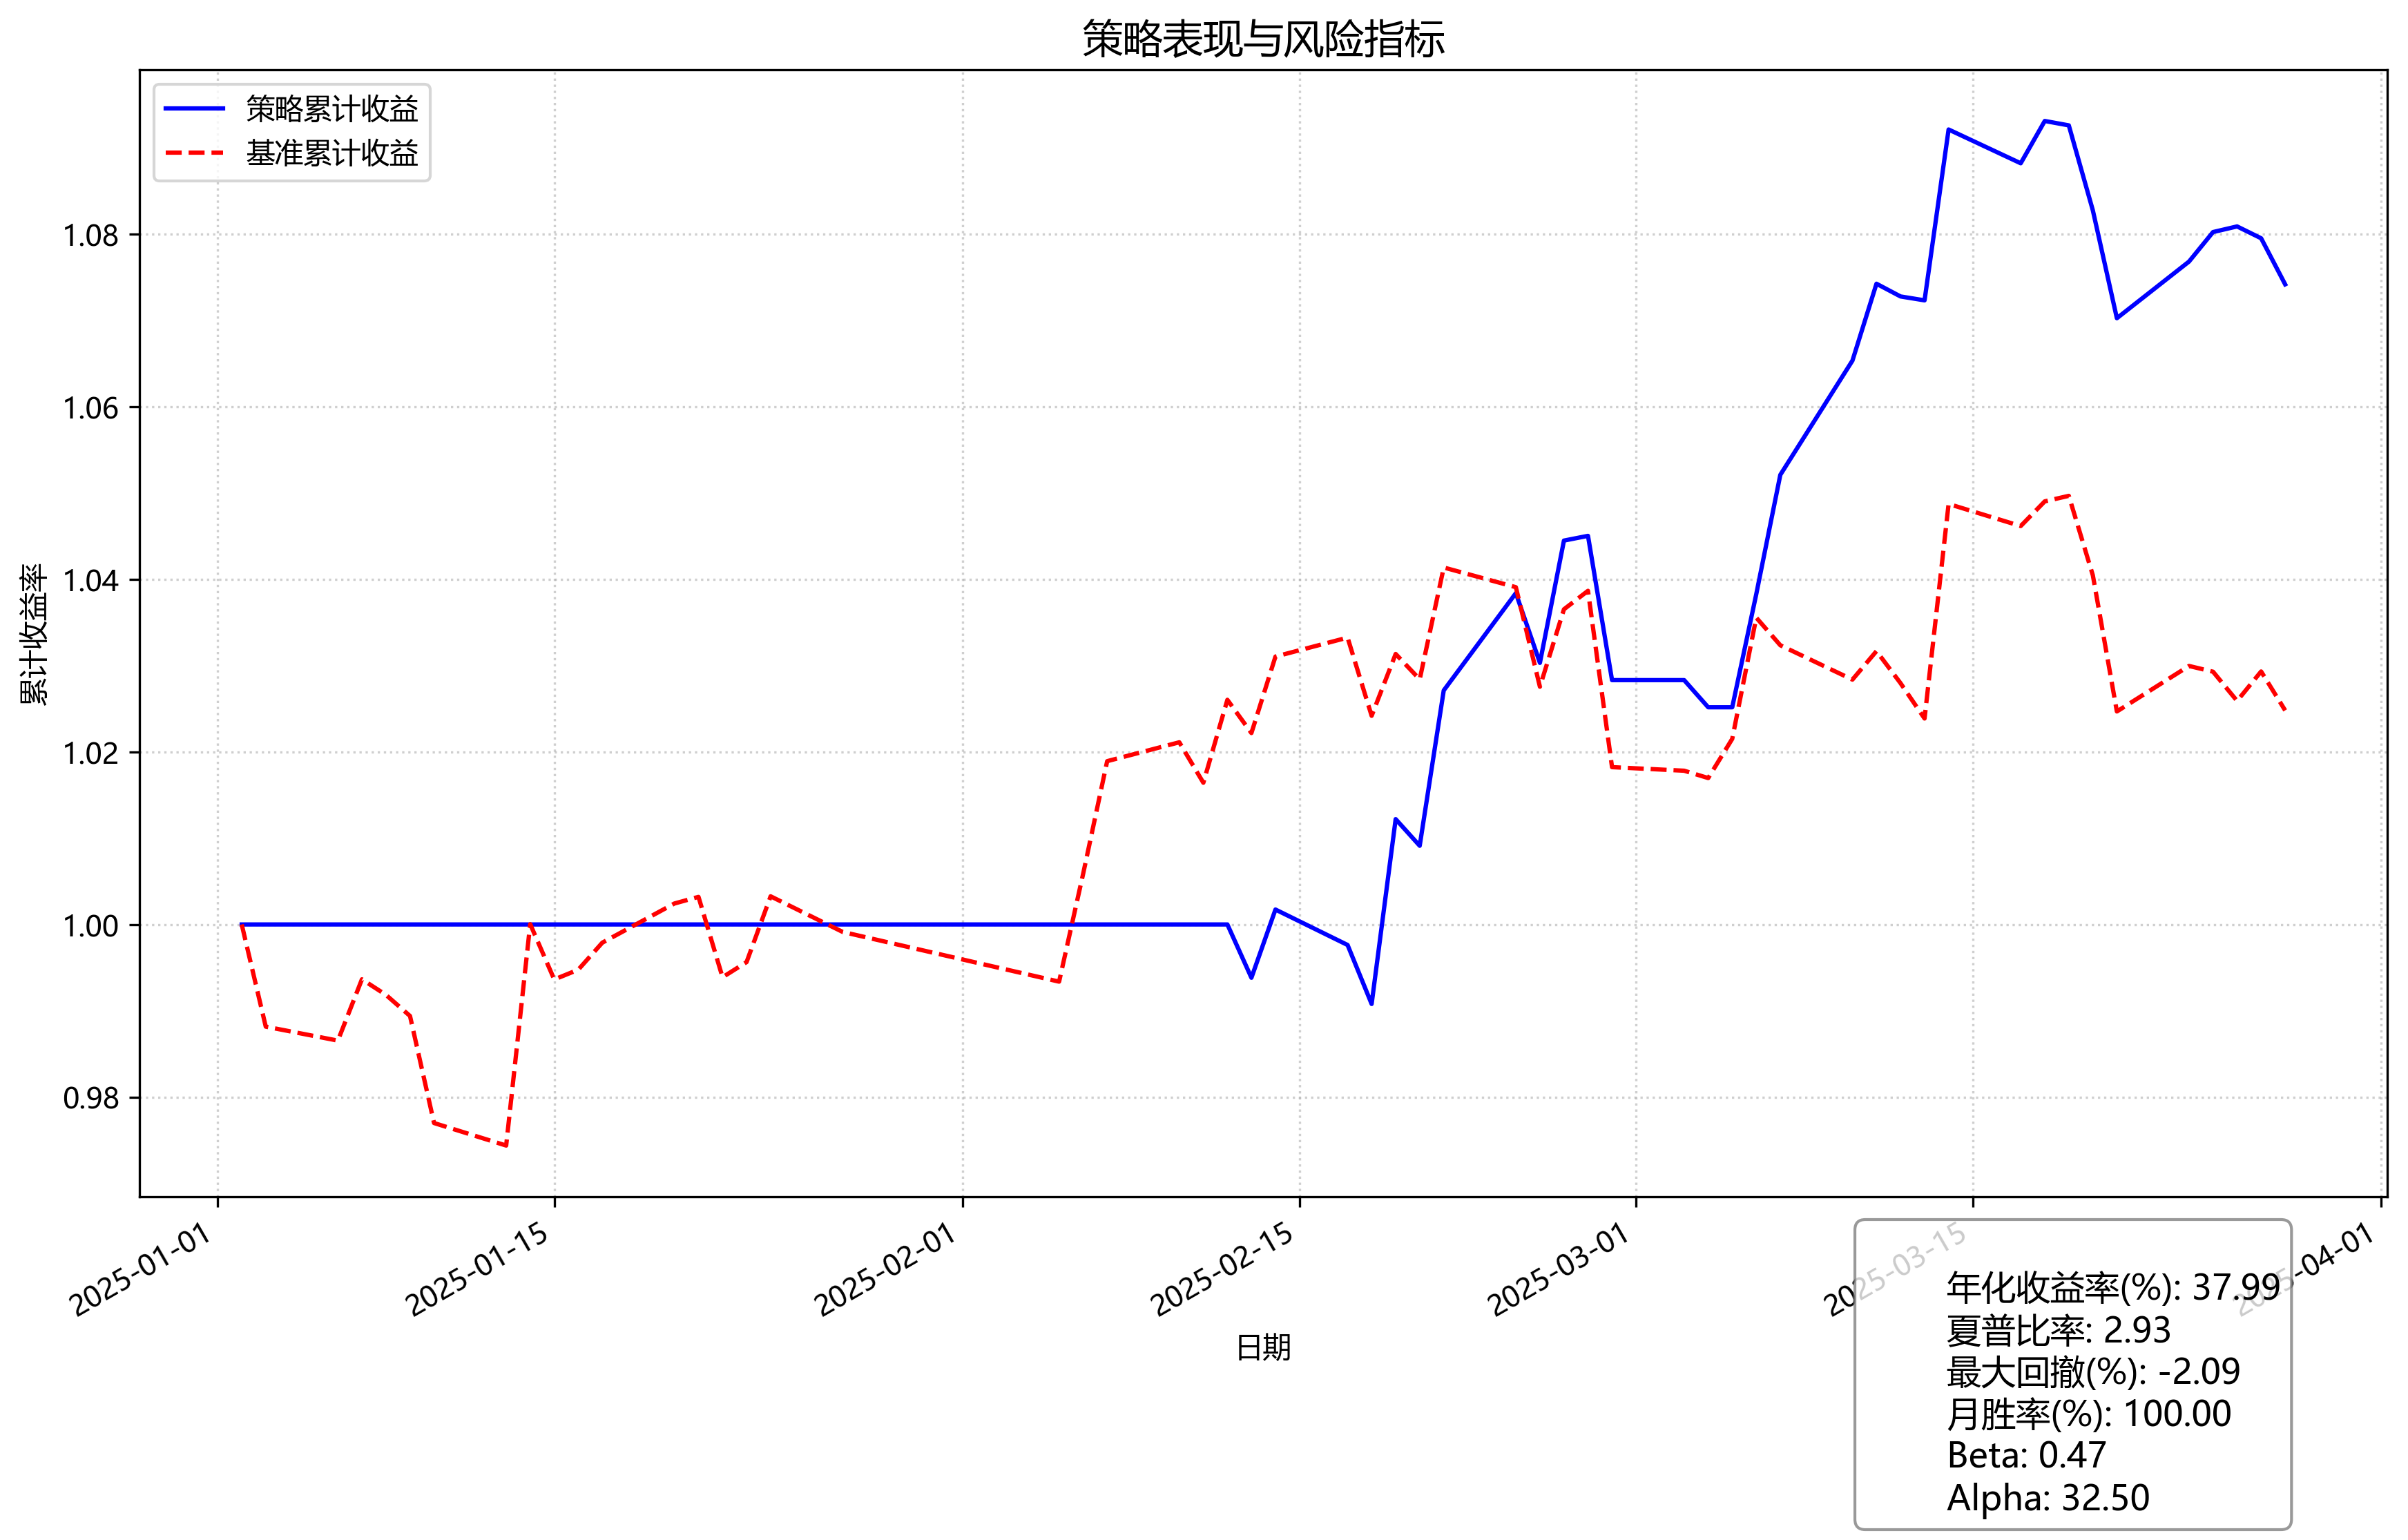 策略表现与风险指标
策略累计收益
基准累计收益
累计收益率
1.08
1.06
1.04
1.02
1.00
0.98
2025-01-01
2025-01-15
2025-02-01
2025-02-15
2025-03-01
2025-03-15
2025-04-01
日期
年化收益率(%): 37.99
夏普比率: 2.93
最大回撤(%): -2.09
月胜率(%): 100.00
Beta: 0.47
Alpha: 32.50